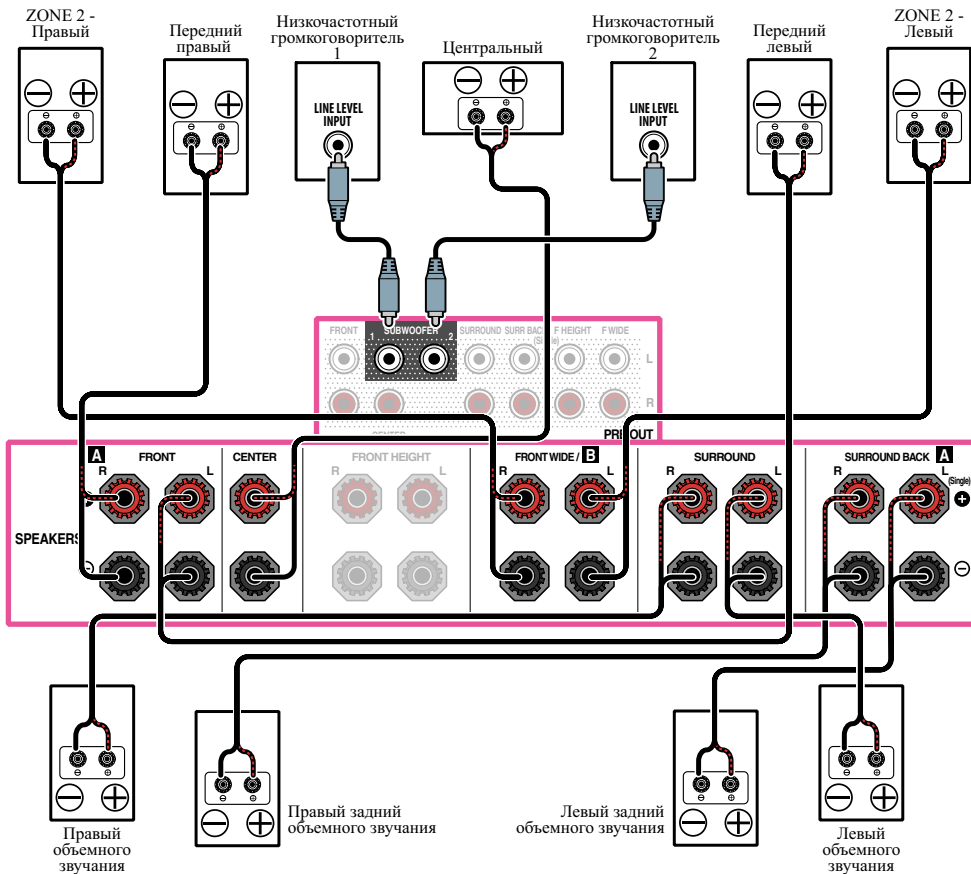 ZONE 2 -
Правый
Передний
правый
Низкочастотный
громкоговоритель
1
Центральный
Низкочастотный
громкоговоритель
2
Передний
левый
ZONE 2 -
Левый
LINE LEVEL
INPUT
LINE LEVEL
INPUT
FRONT
SUBWOOFER
1
2
SURROUND
SURR BACK
(Single)
F HEIGHT
F WIDE
L
R
CENTER
PRE OUT
SPEAKERS
A
FRONT
R
L
CENTER
FRONT HEIGHT
R
L
FRONT WIDE / B
R
L
SURROUND
R
L
SURROUND BACK A
R
L
(Single)
Правый
объемного
звучания
Правый задний
объемного звучания
Левый задний
объемного звучания
Левый
объемного
звучания